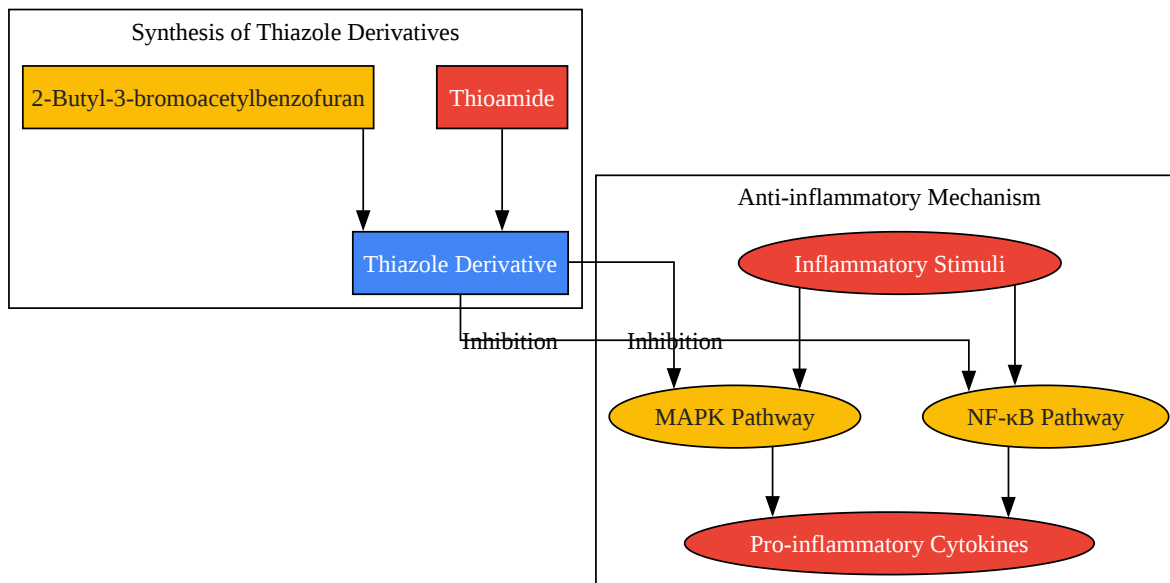 Synthesis of Thiazole Derivatives
2-Butyl-3-bromoacetylbenzofuran
Thioamide
Thiazole Derivative
Anti-inflammatory Mechanism
Inflammatory Stimuli
Inhibition
Inhibition
MAPK Pathway
NF-κB Pathway
Pro-inflammatory Cytokines